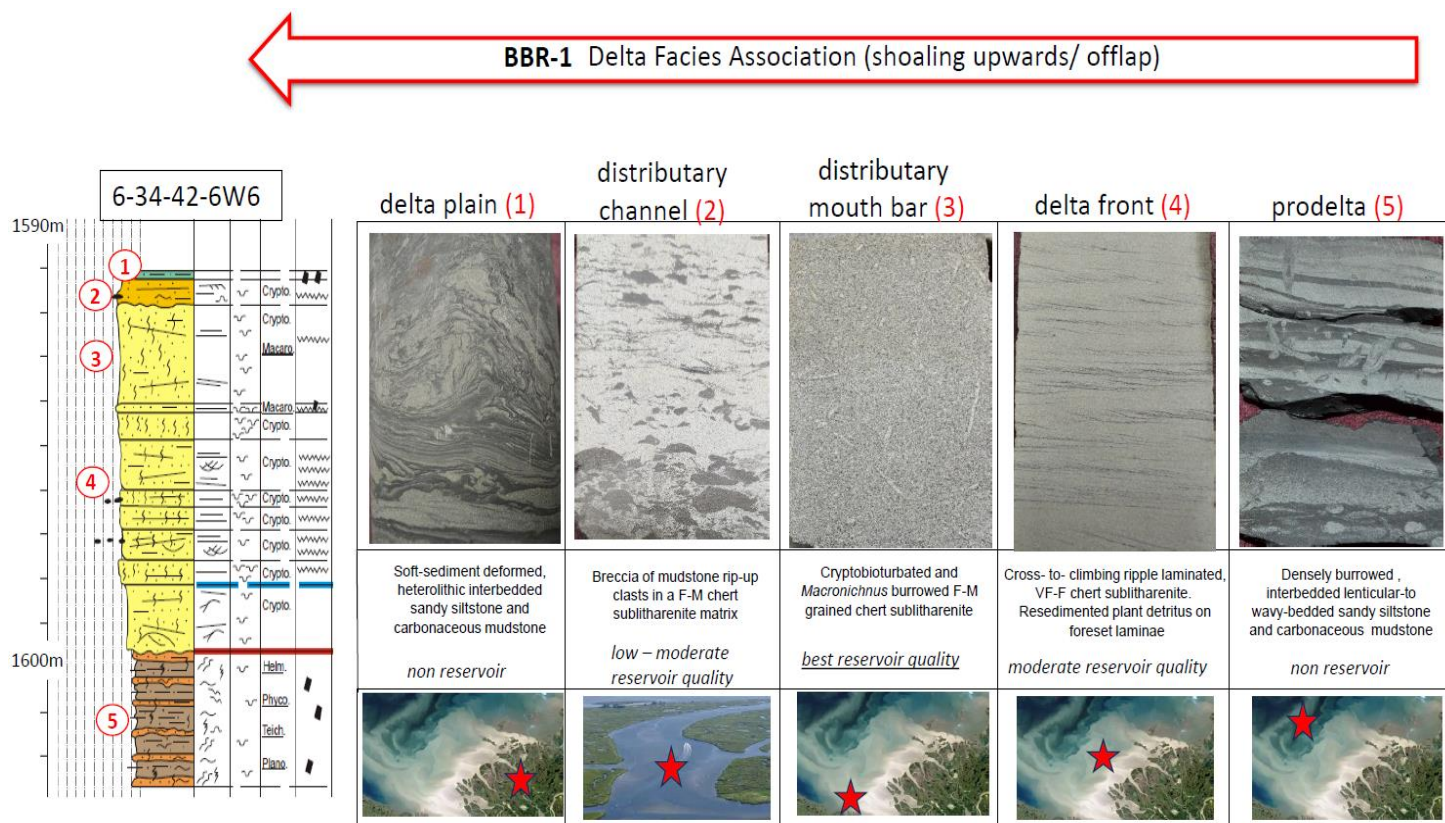 BBR-1 Delta Facies Association (shoaling upwards/ offlap)
6-34-42-6W6
1590m
1600m
1
2
3
4
5
Crypto.
Crypto.
Macaro.
Macaro.
Crypto.
Crypto.
Crypto.
Crypto.
Crypto.
Crypto.
Crypto.
Helm.
Phyco.
Teich.
Plano.
delta plain (1)
Soft-sediment deformed,
heterolithic interbedded
sandy siltstone and
carbonaceous mudstone
non reservoir
distributary
channel (2)
Breccia of mudstone rip-up
clasts in a F-M chert
sublitharenite matrix
low – moderate
reservoir quality
distributary
mouth bar (3)
Cryptobioturbated and
Macronichnus burrowed F-M
grained chert sublitharenite
best reservoir quality
delta front (4)
Cross- to- climbing ripple laminated,
VF-F chert sublitharenite.
Resedimented plant detritus on
foreset laminae
moderate reservoir quality
prodelta (5)
Densely burrowed ,
interbedded lenticular-to
wavy-bedded sandy siltstone
and carbonaceous mudstone
non reservoir